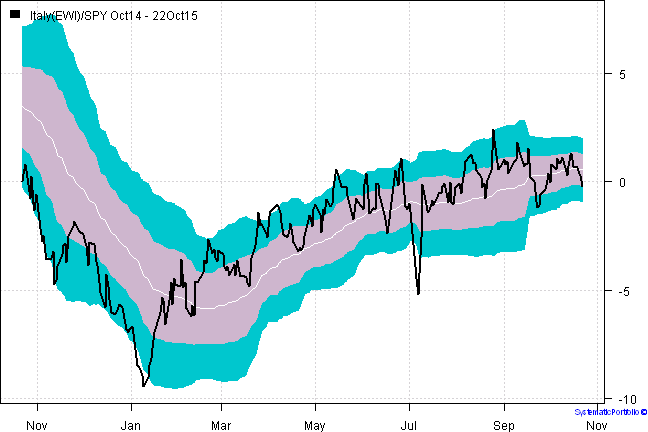 Italy(EWI)/SPY Oct14 - 22Oct15
5
0
-5
-10
Nov Jan Mar May Jul Sep Nov
SystematicPortfolio ©